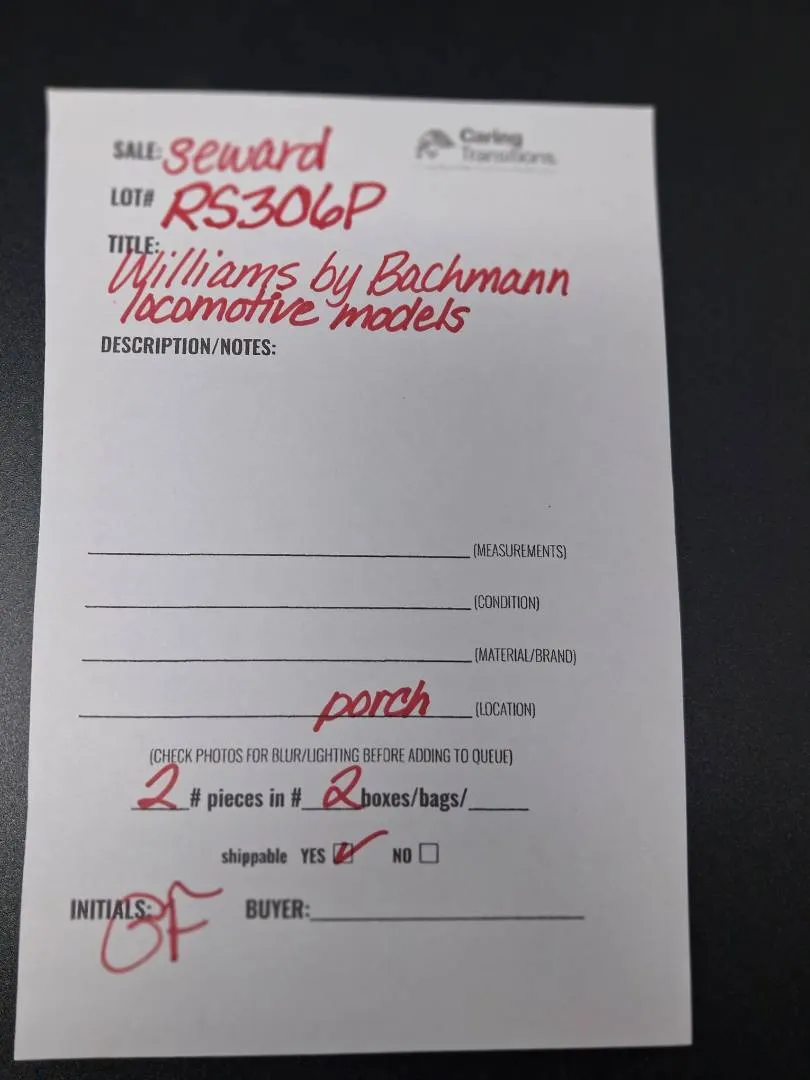 SALE: Seward
Caring
Transitions
LOT# RS306P
TITLE:
Williams by Bachmann
locomotive models
DESCRIPTION/NOTES:
(MEASUREMENTS)
(CONDITION)
(MATERIAL/BRAND)
porch (LOCATION)
(CHECK PHOTOS FOR BLUR/LIGHTING BEFORE ADDING TO QUEUE)
2 # pieces in # 2 boxes/bags/
shippable YES ☑ NO ☐
INITIALS: GF BUYER: